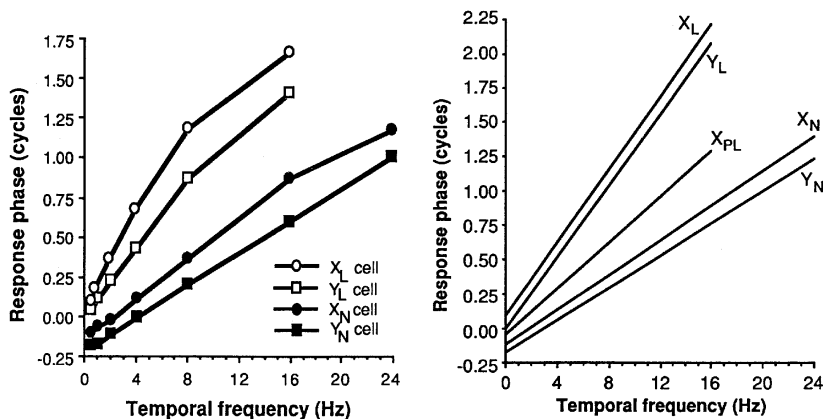 Response phase (cycles)
1.75
1.50
1.25
1.00
0.75
0.50
0.25
0.00
-0.25
X_L cell
Y_L cell
X_N cell
Y_N cell
0 4 8 12 16 20 24
Temporal frequency (Hz)
Response phase (cycles)
2.25
2.00
1.75
1.50
1.25
1.00
0.75
0.50
0.25
0.00
-0.25
X_L
Y_L
X_PL
X_N
Y_N
0 4 8 12 16 20 24
Temporal frequency (Hz)